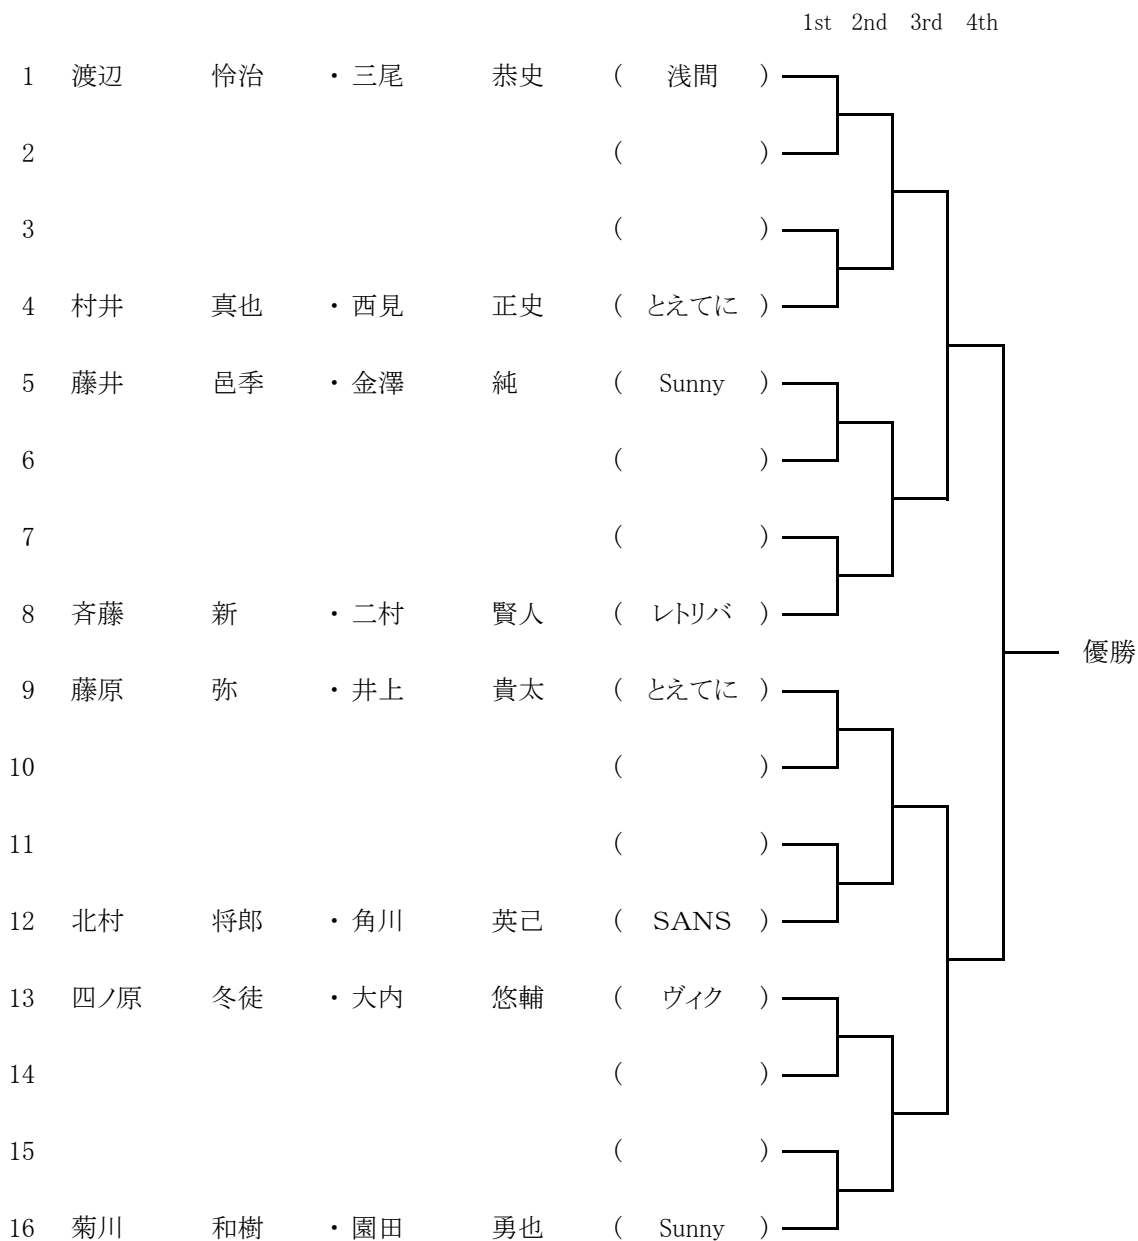 1st 2nd 3rd 4th
1 渡辺 怜治 ・ 三尾 恭史 ( 浅間 )
2 ( )
3 ( )
4 村井 真也 ・ 西見 正史 ( とえてに )
5 藤井 邑季 ・ 金澤 純 ( Sunny )
6 ( )
7 ( )
8 斉藤 新 ・ 二村 賢人 ( レトリバ )
優勝
9 藤原 弥 ・ 井上 貴太 ( とえてに )
10 ( )
11 ( )
12 北村 将郎 ・ 角川 英己 ( SANS )
13 四ノ原 冬徒 ・ 大内 悠輔 ( ヴィク )
14 ( )
15 ( )
16 菊川 和樹 ・ 園田 勇也 ( Sunny )